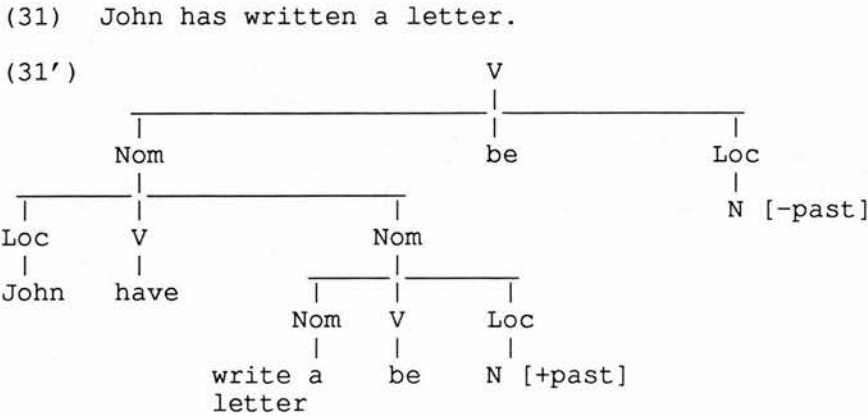 (31) John has written a letter.
(31′) V
Nom be Loc
N [-past]
Loc V Nom
John have
Nom V Loc
write a be N [+past]
letter